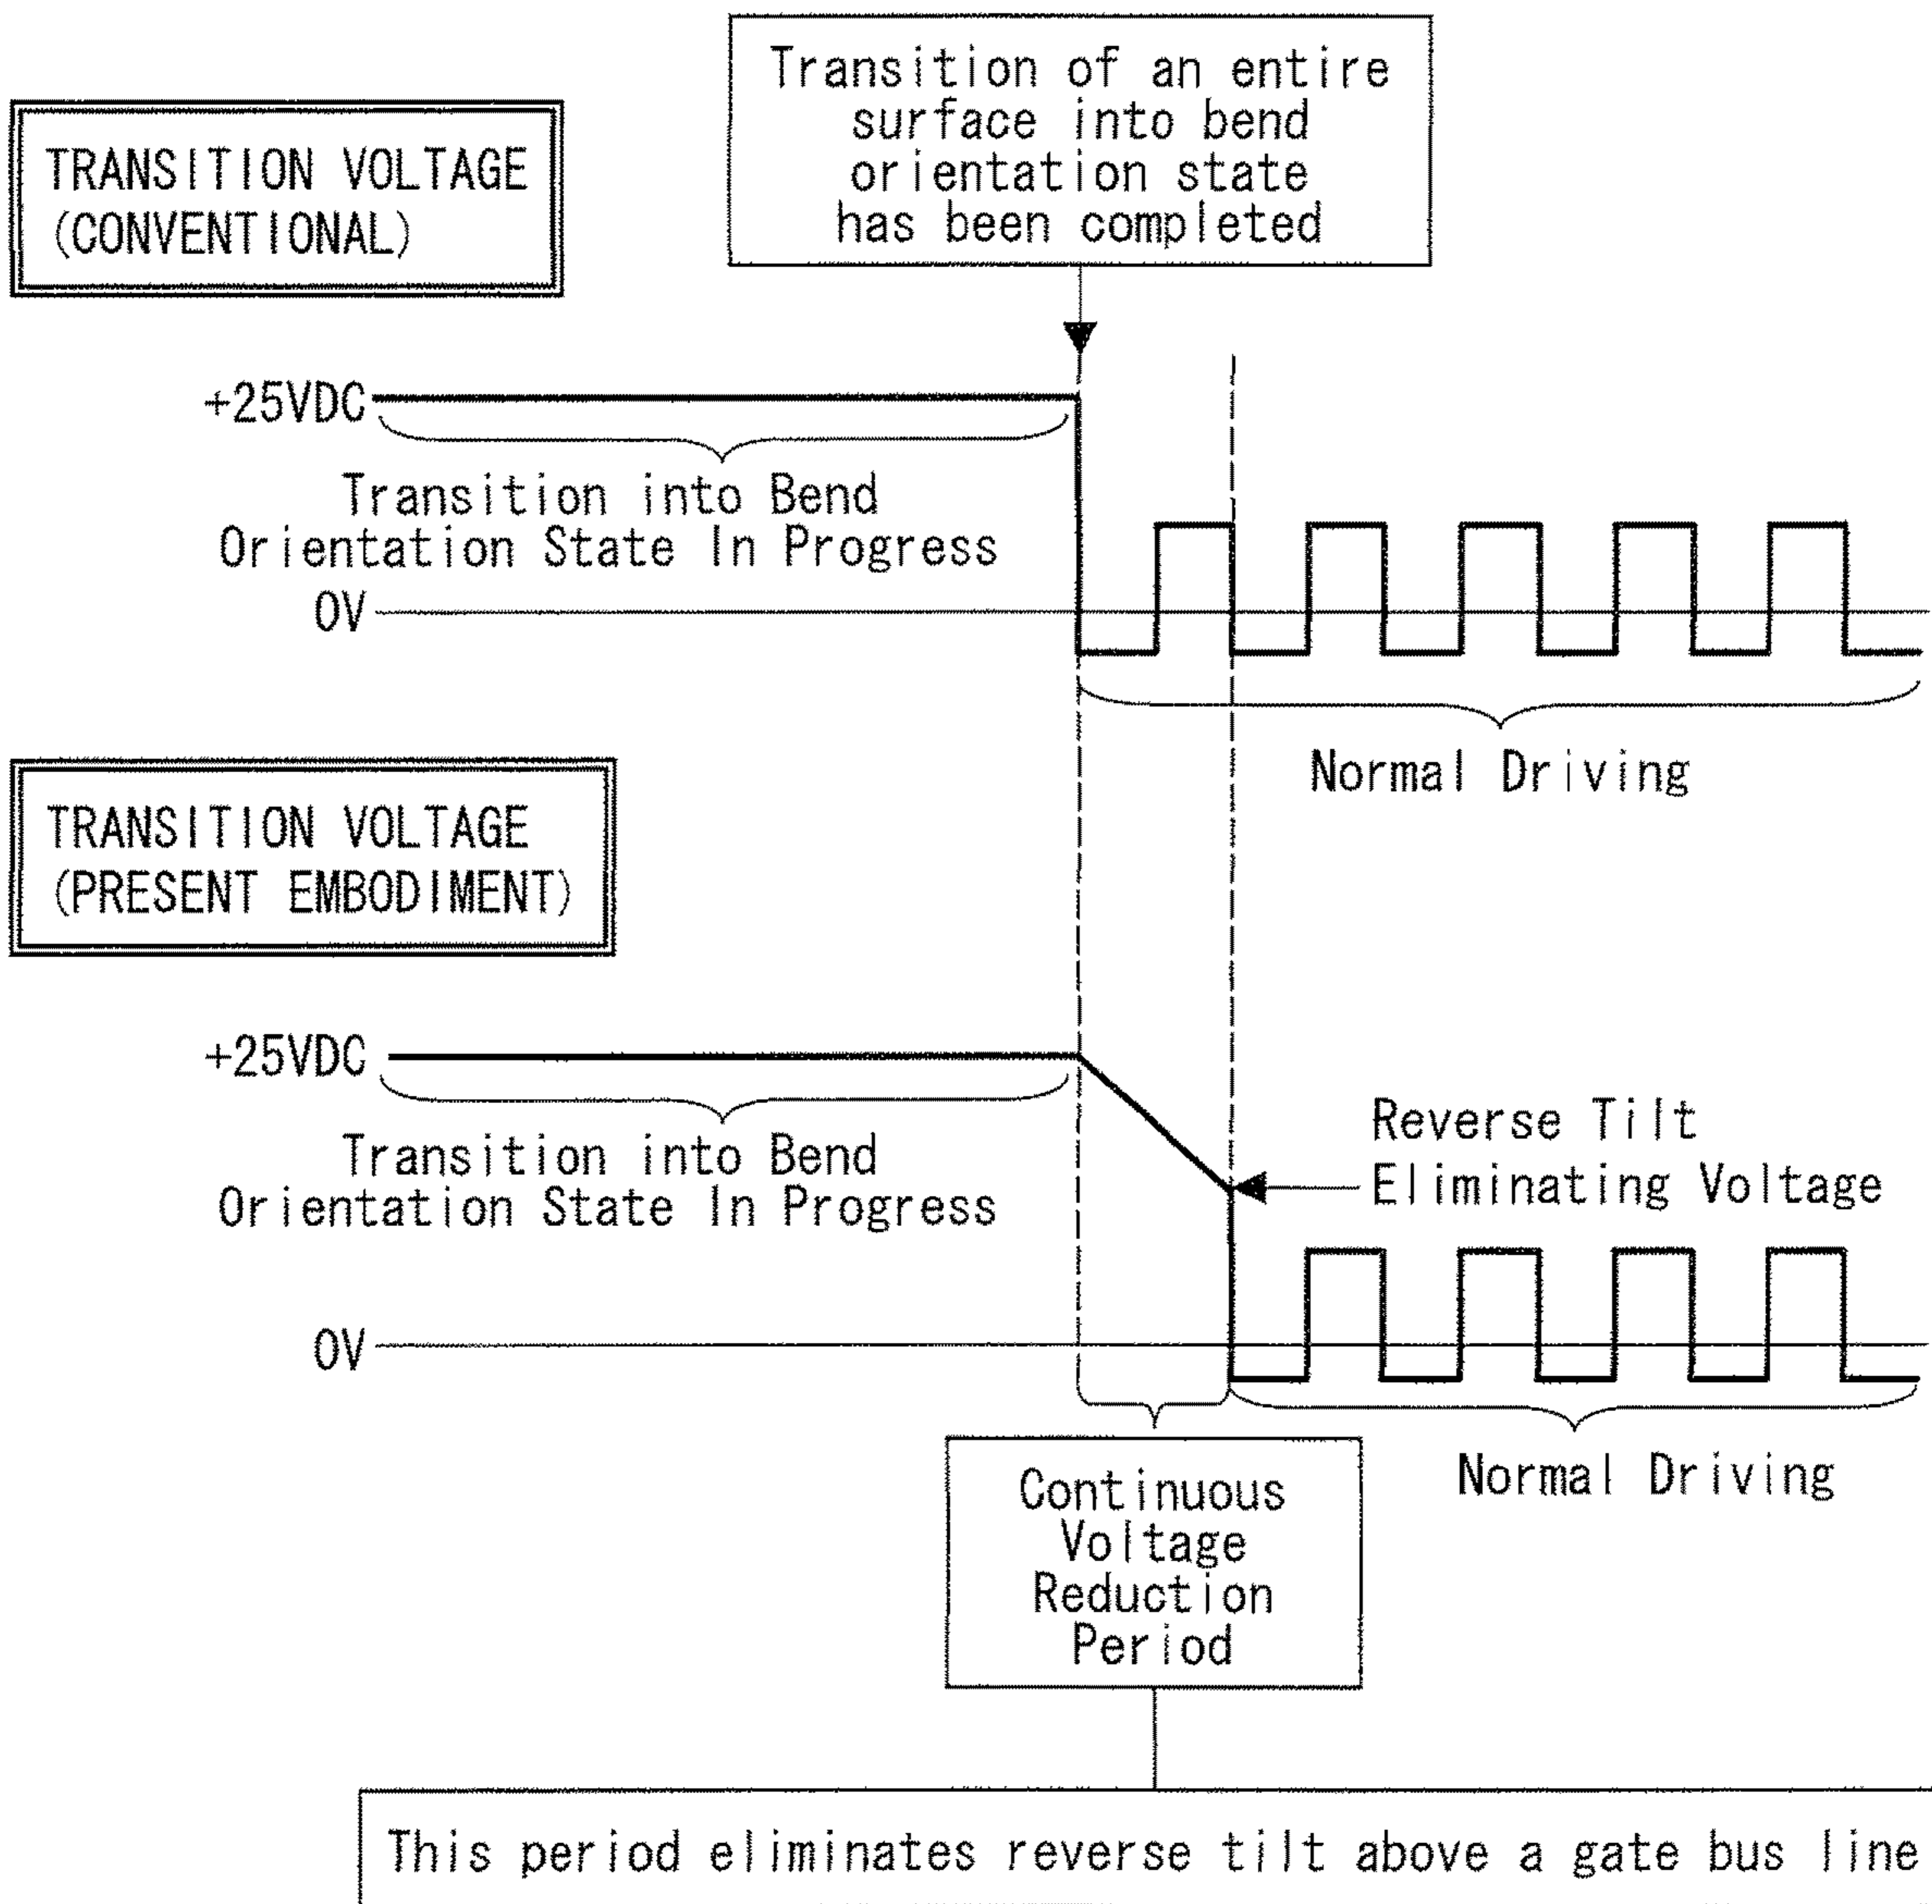 Transition of an entire
surface into bend
orientation state
has been completed
TRANSITION VOLTAGE
(CONVENTIONAL)
+25VDC
Transition into Bend
Orientation State In Progress
0V
Normal Driving
TRANSITION VOLTAGE
(PRESENT EMBODIMENT)
+25VDC
Transition into Bend
Orientation State In Progress
Reverse Tilt
Eliminating Voltage
0V
Normal Driving
Continuous
Voltage
Reduction
Period
This period eliminates reverse tilt above a gate bus line